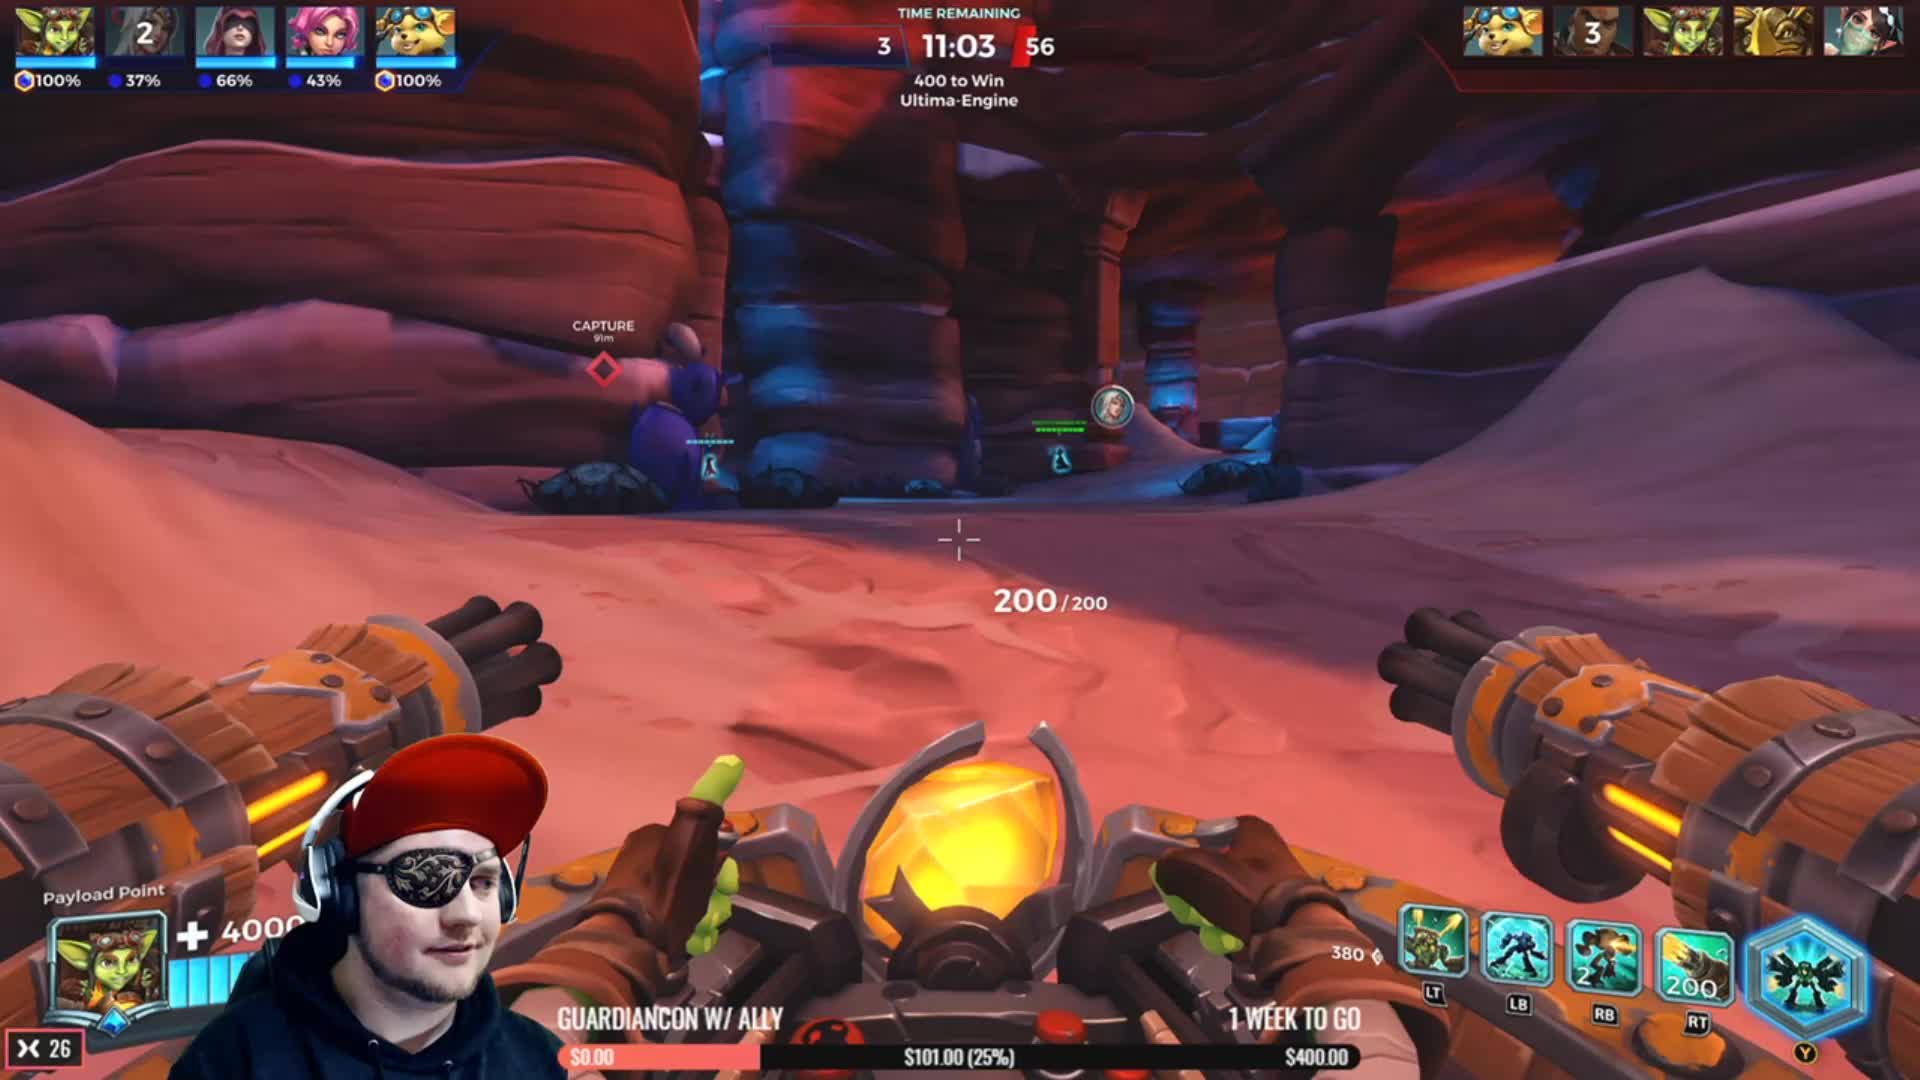 2
100%
37%
66%
43%
100%
TIME REMAINING
3
11:03
56
400 to Win
Ultima-Engine
3
CAPTURE
91m
200/200
Payload Point
4000
380
2
200
LT
LB
RB
RT
Y
26
GUARDIANCON W/ ALLY
1 WEEK TO GO
$0.00
$101.00 (25%)
$400.00